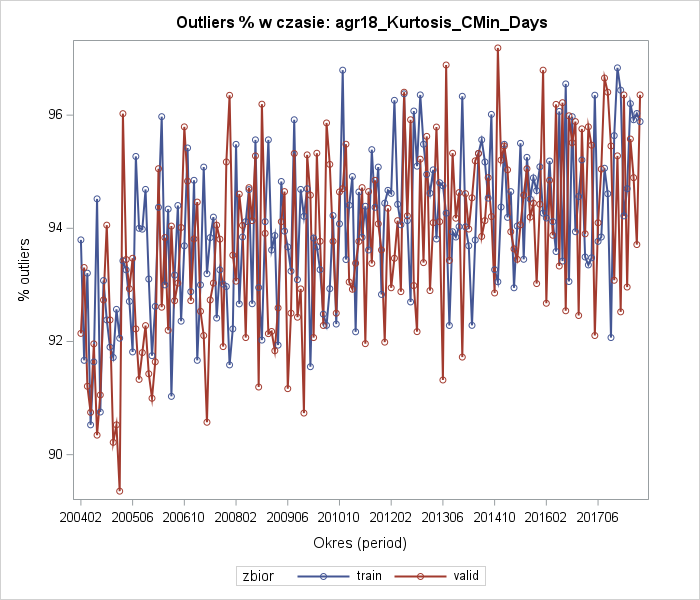 Outliers % w czasie: agr18_Kurtosis_CMin_Days
% outliers
96
94
92
90
200402 200506 200610 200802 200906 201010 201202 201306 201410 201602 201706
Okres (period)
zbior train valid